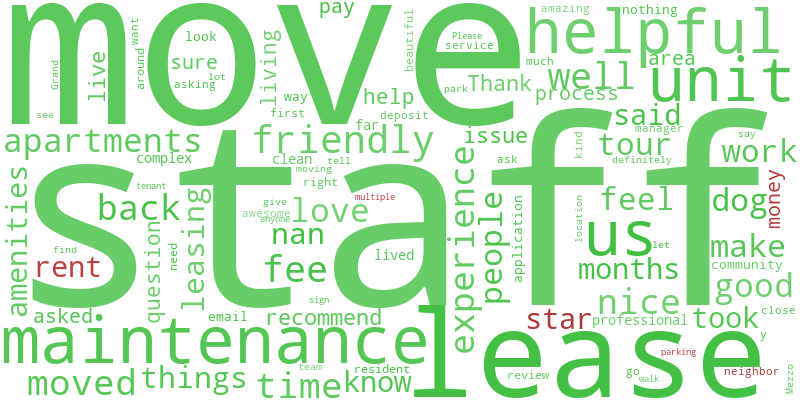 move
staff
lease
helpful
maintenance
unit
us
friendly
well
pay
nothing
amazing
beautiful
Please
service
want
look
sure
asking
lot
around
Grand
see
live
living
way
first
help
deposit
far
park
much
Thank
process
area
said
manager
say
issue
tour
kind
definitely
work
apartments
complex
clean
tell
moving
right
ask
tenant
multiple
give
awesome
anyone
love
back
leasing
amenities
question
need
find
rent
asked
nan
fee
lived
sign
experience
people
application
location
feel
dog
money
let
make
months
community
good
nice
star
professional
took
close
y
email
recommend
moved
things
time
team
know
resident
review
go
walk
parking
neighbor
Mezzo